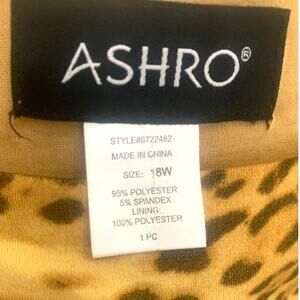 ASHRO®
STYLE#6722482
MADE IN CHINA
SIZE: 18W
95% POLYESTER
5% SPANDEX
LINING:
100% POLYESTER
1 PC